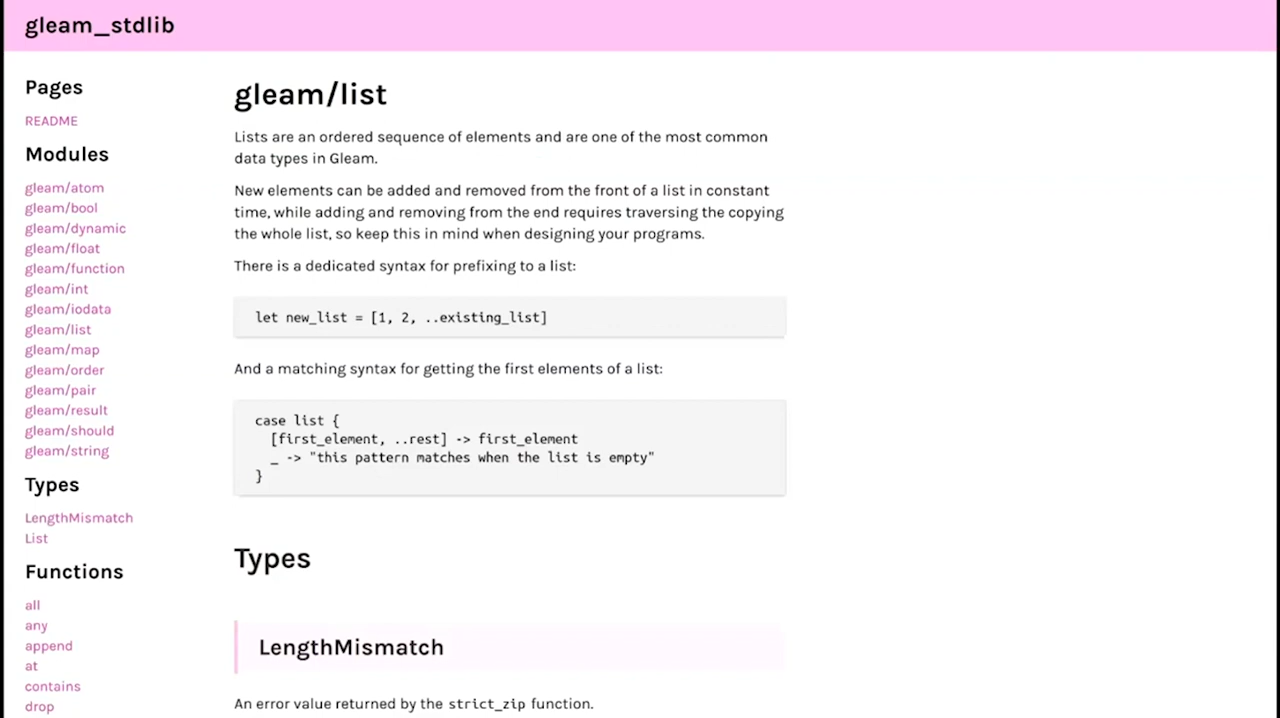 gleam_stdlib
Pages
README
Modules
gleam/atom
gleam/bool
gleam/dynamic
gleam/float
gleam/function
gleam/int
gleam/iodata
gleam/list
gleam/map
gleam/order
gleam/pair
gleam/result
gleam/should
gleam/string
Types
LengthMismatch
List
Functions
all
any
append
at
contains
drop
gleam/list
Lists are an ordered sequence of elements and are one of the most common
data types in Gleam.
New elements can be added and removed from the front of a list in constant
time, while adding and removing from the end requires traversing the copying
the whole list, so keep this in mind when designing your programs.
There is a dedicated syntax for prefixing to a list:
let new_list = [1, 2, ..existing_list]
And a matching syntax for getting the first elements of a list:
case list {
[first_element, ..rest] -> first_element
_ -> "this pattern matches when the list is empty"
}
Types
LengthMismatch
An error value returned by the strict_zip function.